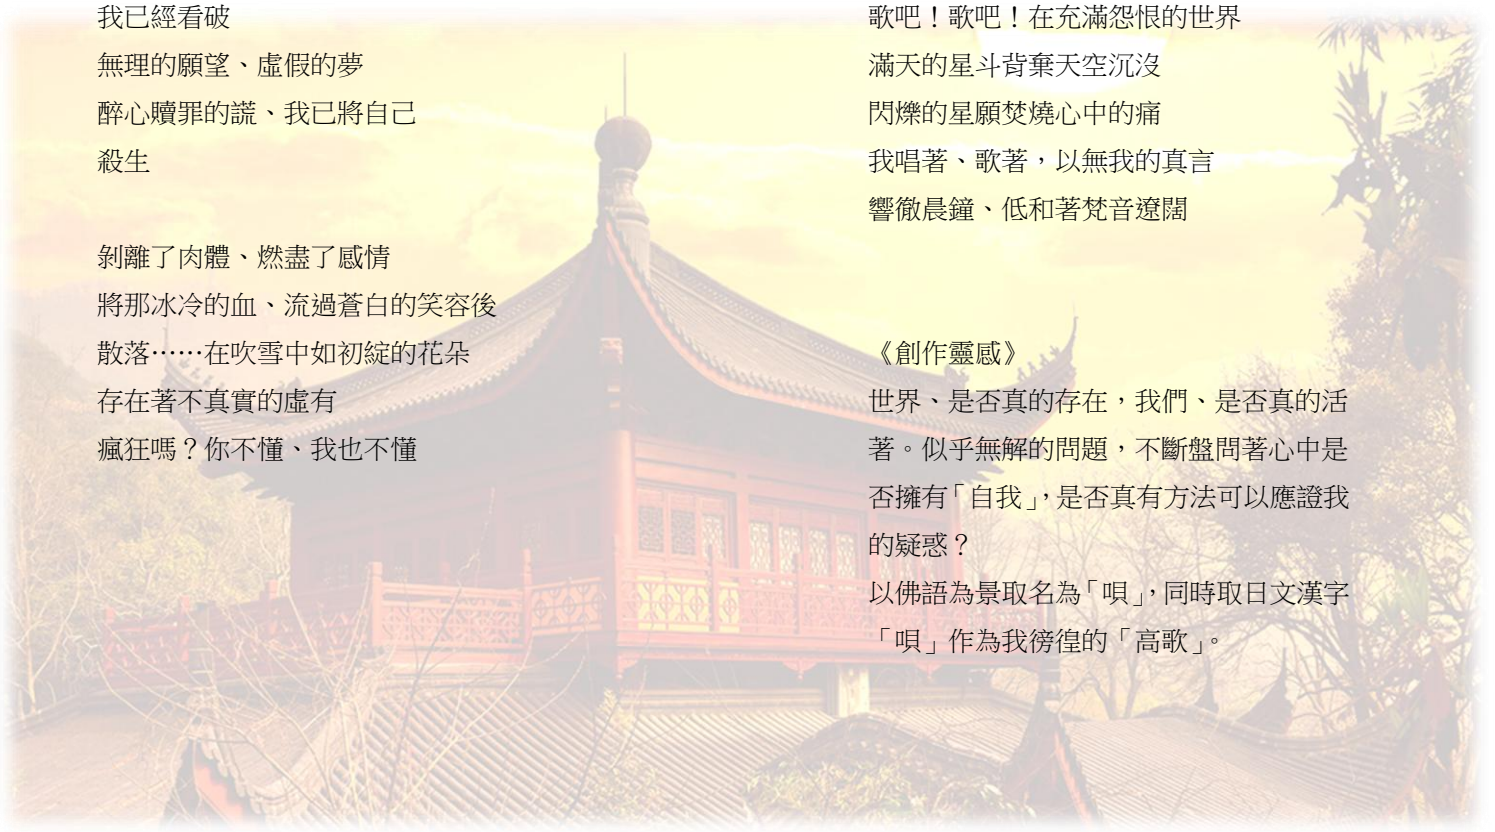 我已經看破
無理的願望、虛假的夢
醉心贖罪的謊、我已將自己
殺生
剝離了肉體、燃盡了感情
將那冰冷的血、流過蒼白的笑容後
散落……在吹雪中如初綻的花朵
存在著不真實的虛有
瘋狂嗎？你不懂、我也不懂
歌吧！歌吧！在充滿怨恨的世界
滿天的星斗背棄天空沉沒
閃爍的星願焚燒心中的痛
我唱著、歌著，以無我的真言
響徹晨鐘、低和著梵音遼闊
《創作靈感》
世界、是否真的存在，我們、是否真的活
著。似乎無解的問題，不斷盤問著心中是
否擁有「自我」，是否真有方法可以應證我
的疑惑？
以佛語為景取名為「唄」，同時取日文漢字
「唄」作為我徬徨的「高歌」。